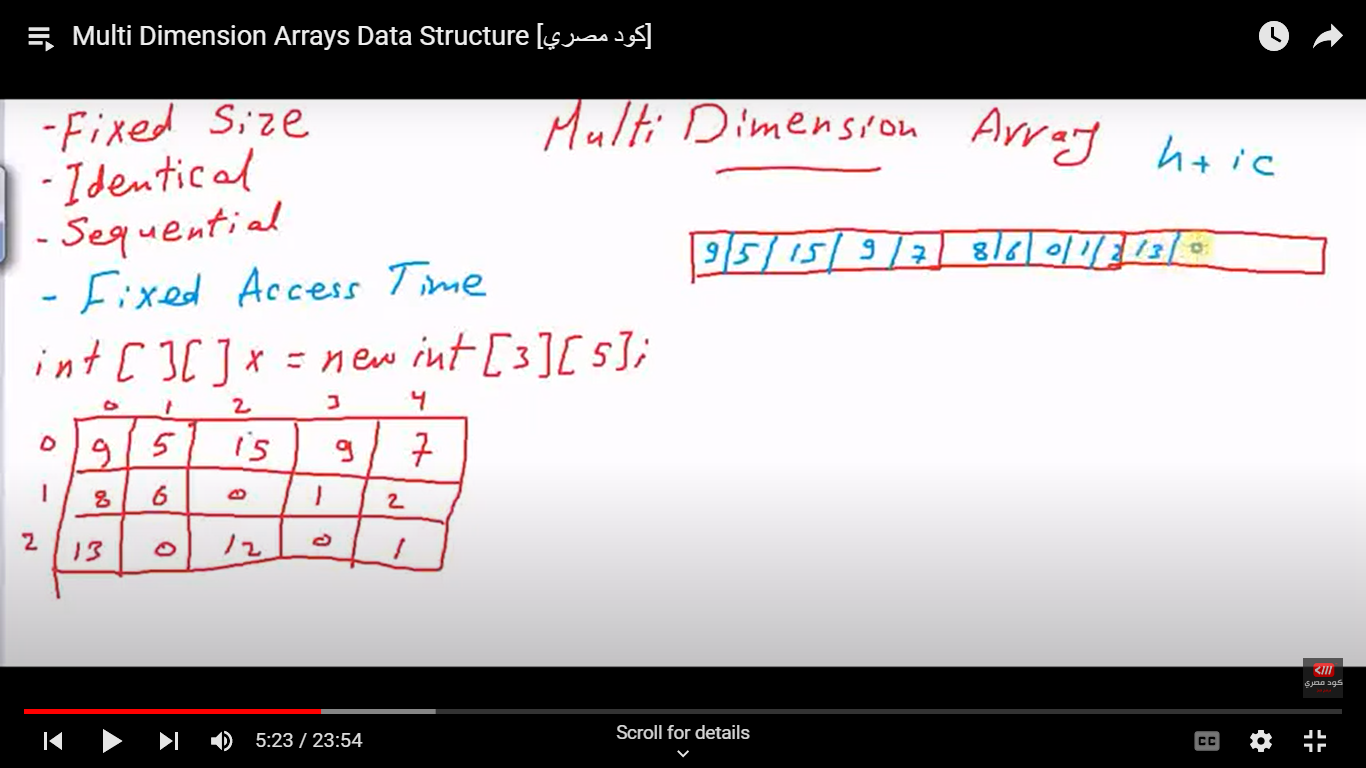 Multi Dimension Arrays Data Structure [كود مصري]
- Fixed Size
- Identical
- Sequential
- Fixed Access Time
Multi Dimension Array
h + ic
9/5/ 15/ 9/7 8/6 0/1/2 13/0
int [ ][ ] x = new int [3][5];
0 1 2 3 4
0 9 5 15 9 7
1 8 6 0 1 2
2 13 0 12 0 1
</>
كود مصري
5:23 / 23:54
Scroll for details
CC